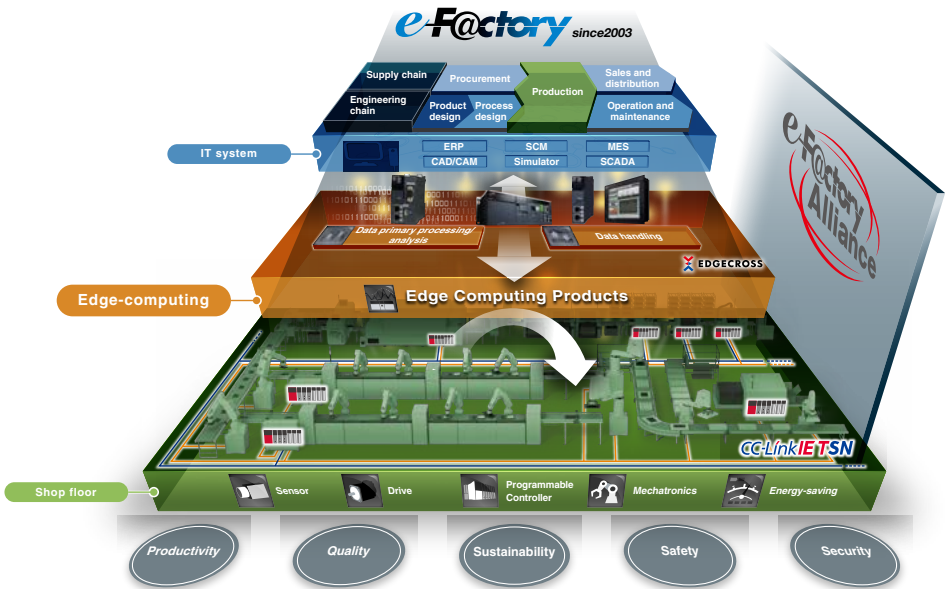 e-F@ctory since2003
Supply chain
Procurement
Production
Sales and
distribution
Engineering
chain
Product
design
Process
design
Operation and
maintenance
IT system
ERP
SCM
MES
CAD/CAM
Simulator
SCADA
e-F@ctory
Alliance
Data primary processing/
analysis
Data handling
EDGECROSS
Edge-computing
Edge Computing Products
CC-Link IE TSN
Shop floor
Sensor
Drive
Programmable
Controller
Mechatronics
Energy-saving
Productivity
Quality
Sustainability
Safety
Security